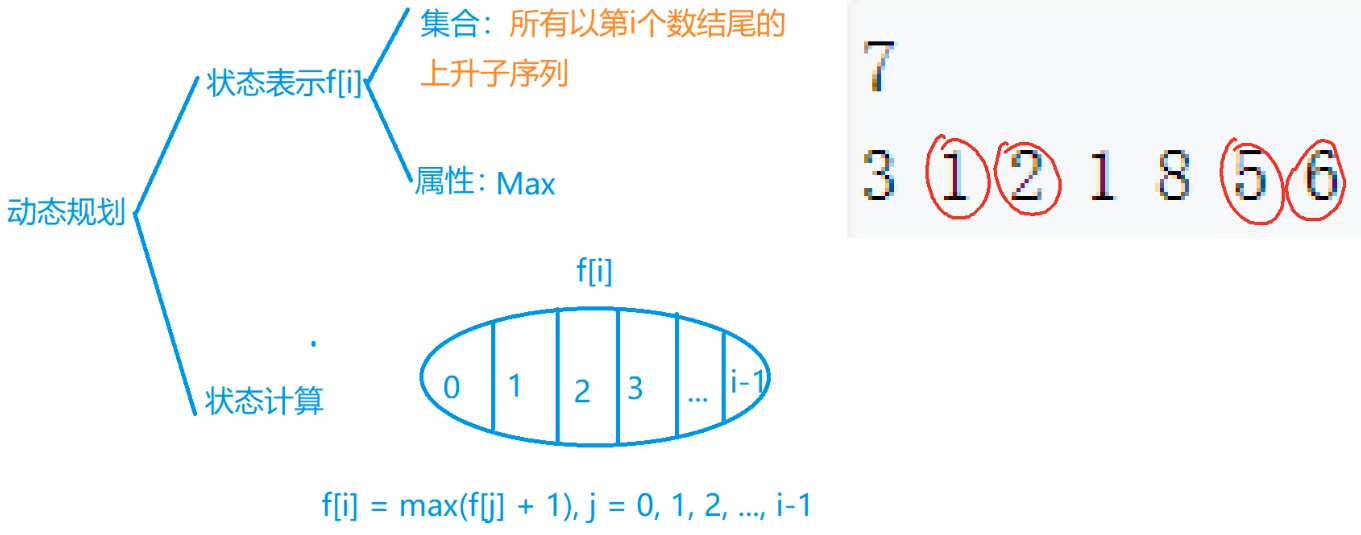 动态规划
状态表示f[i]
集合：所有以第i个数结尾的
上升子序列
属性：Max
状态计算
f[i]
0 1 2 3 ... i-1
f[i] = max(f[j] + 1), j = 0, 1, 2, ..., i-1
7
3 1 2 1 8 5 6